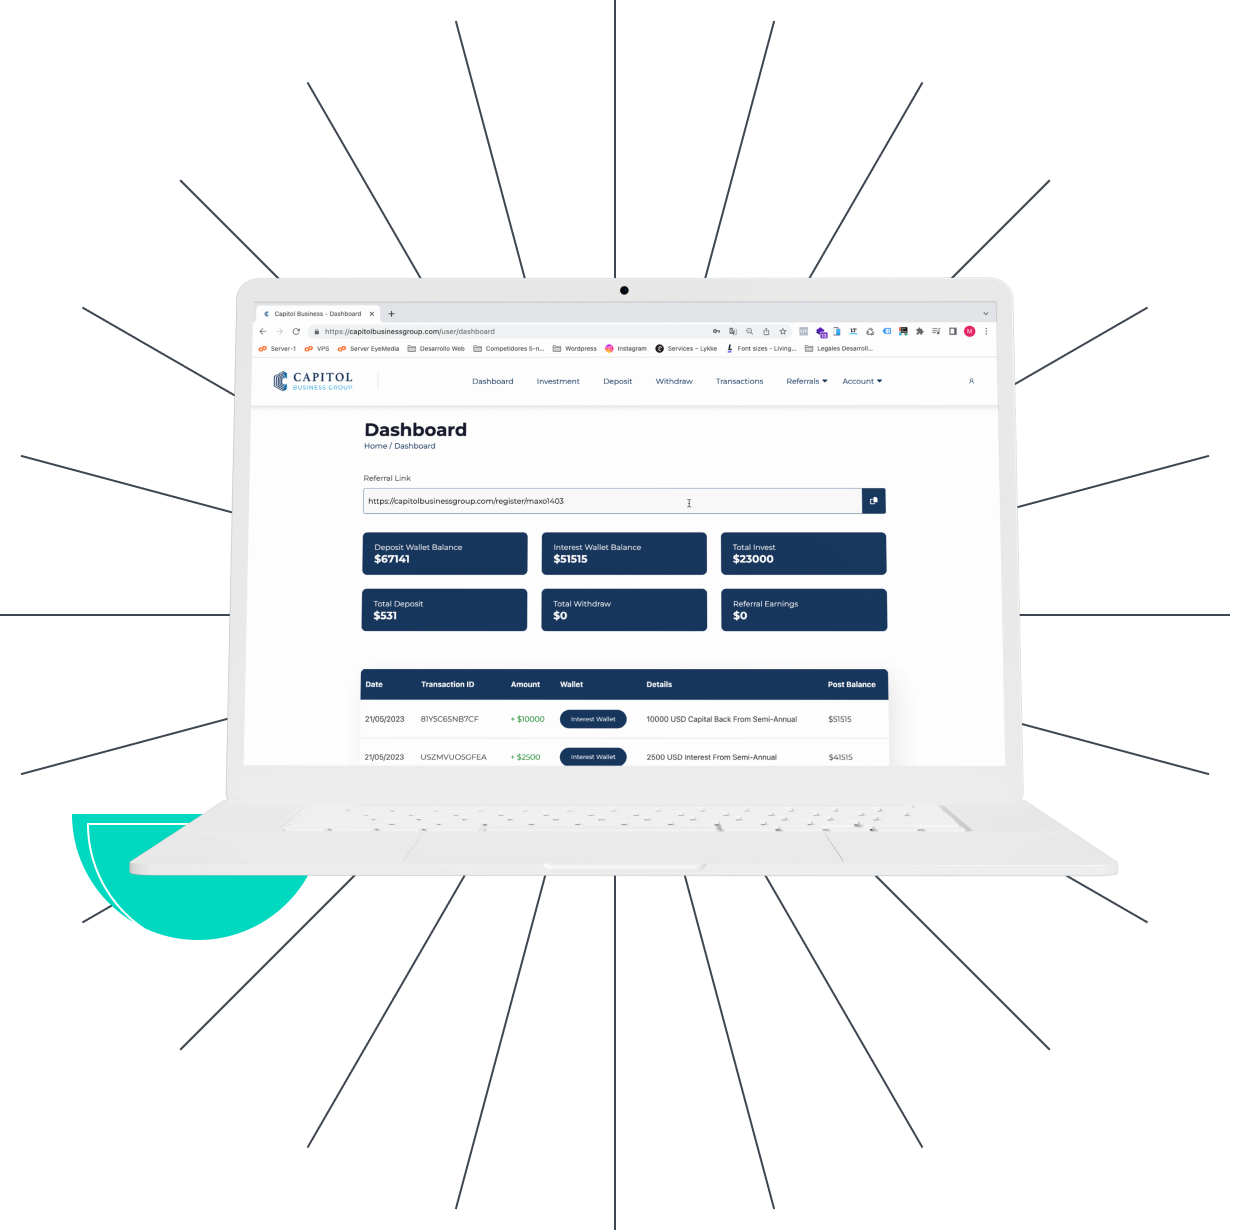 Capitol Business - Dashboard
https://capitolbusinessgroup.com/user/dashboard
M
Server-1 VPS Server EyeMedia Desarrollo Web Competidores 5-n... Wordpress Instagram Services – Lykke Font sizes - Living... Legales Desarroll...
CAPITOL
BUSINESS GROUP
Dashboard Investment Deposit Withdraw Transactions Referrals Account
Dashboard
Home / Dashboard
Referral Link
https://capitolbusinessgroup.com/register/maxo1403
Deposit Wallet Balance Interest Wallet Balance Total Invest
$67141 $51515 $23000
Total Deposit Total Withdraw Referral Earnings
$531 $0 $0
Date Transaction ID Amount Wallet Details Post Balance
21/05/2023 81Y5C6SNB7CF + $10000 Interest Wallet 10000 USD Capital Back From Semi-Annual $51515
21/05/2023 USZMVUO5GFEA + $2500 Interest Wallet 2500 USD Interest From Semi-Annual $41515